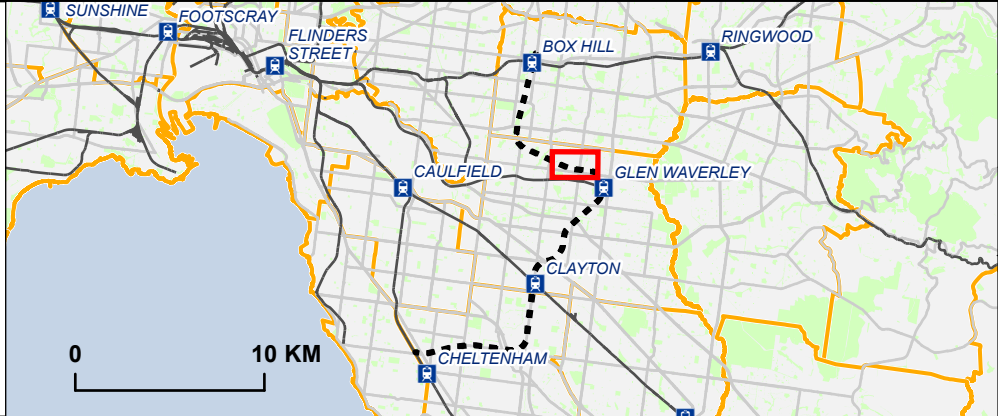 SUNSHINE
FOOTSCRAY
FLINDERS
STREET
BOX HILL
RINGWOOD
CAULFIELD
GLEN WAVERLEY
CLAYTON
CHELTENHAM
0
10 KM